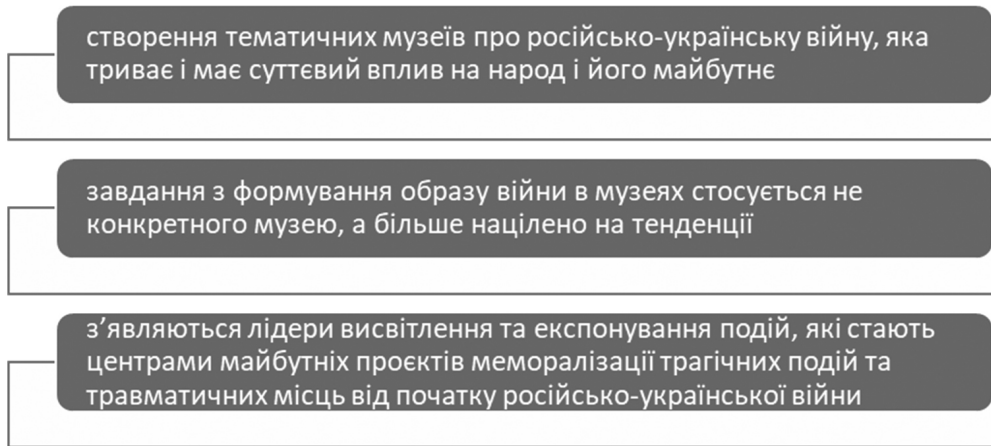 створення тематичних музеїв про російсько-українську війну, яка
триває і має суттєвий вплив на народ і його майбутнє
завдання з формування образу війни в музеях стосується не
конкретного музею, а більше націлено на тенденції
з’являються лідери висвітлення та експонування подій, які стають
центрами майбутніх проєктів меморалізації трагічних подій та
травматичних місць від початку російсько-української війни